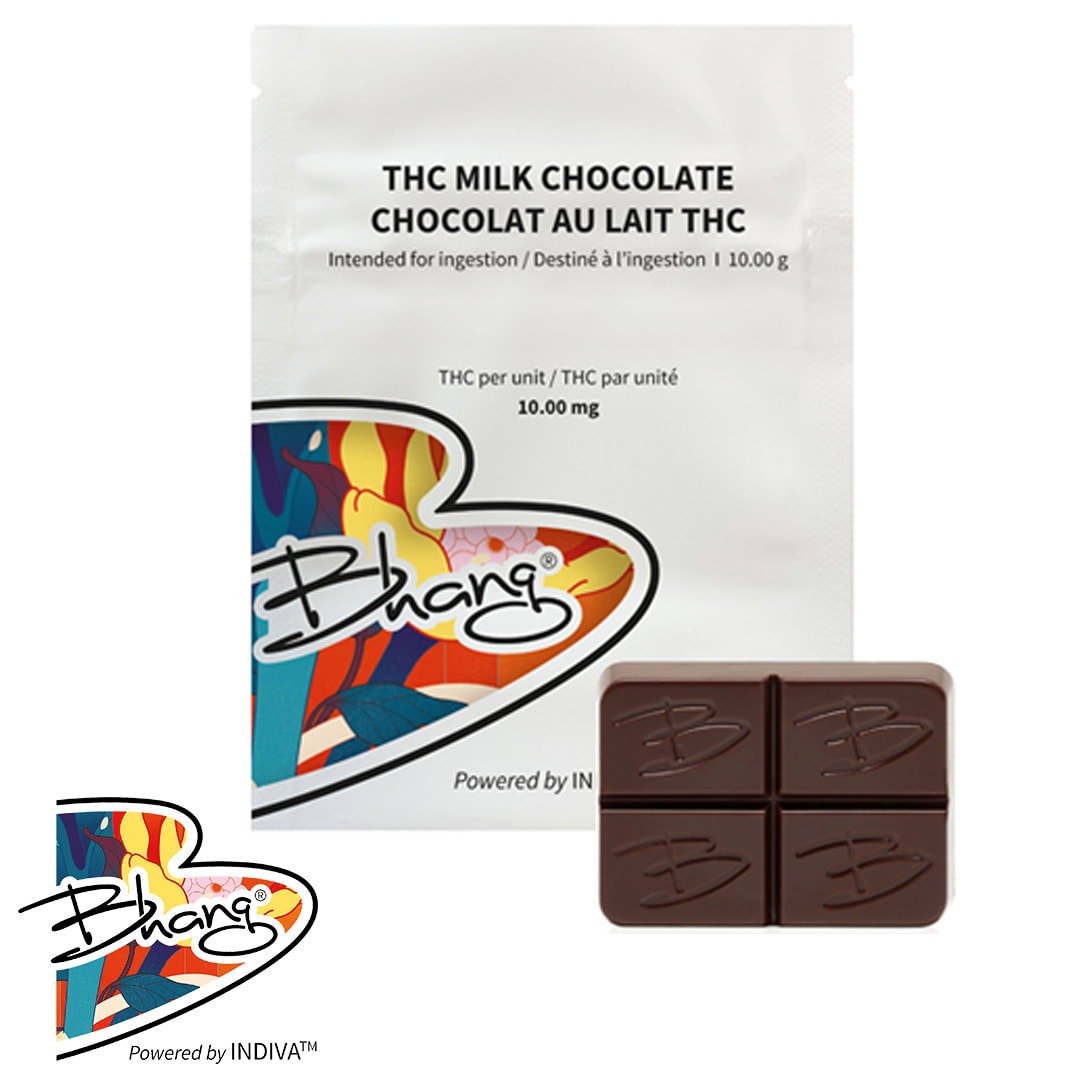 THC MILK CHOCOLATE
CHOCOLAT AU LAIT THC
Intended for ingestion / Destiné à l'ingestion I 10.00 g
THC per unit / THC par unité
10.00 mg
Bhang®
Powered by IN
B B
B B
Bhang®
Powered by INDIVA™